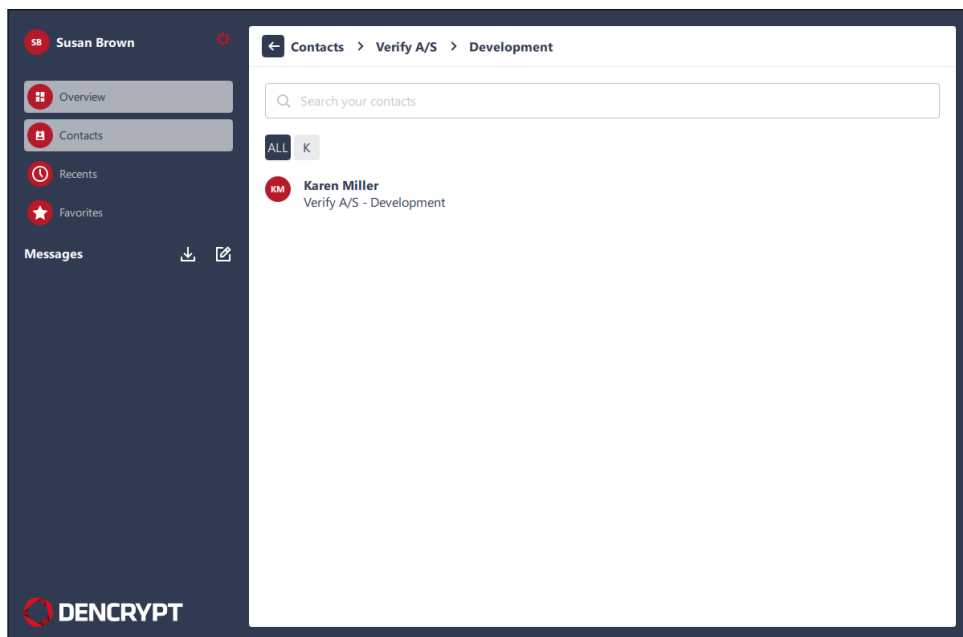 SB Susan Brown
Overview
Contacts
Recents
Favorites
Messages
DENCRYPT
Contacts > Verify A/S > Development
Search your contacts
ALL K
KM Karen Miller
Verify A/S - Development